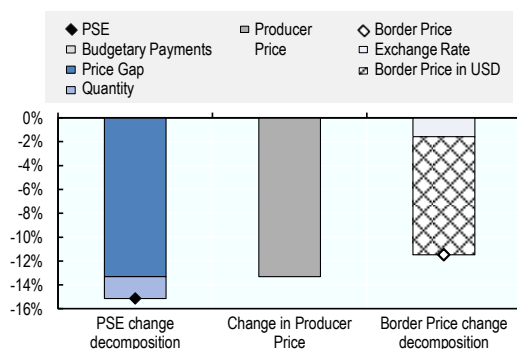 PSE
Budgetary Payments
Price Gap
Quantity
Producer
Price
Border Price
Exchange Rate
Border Price in USD
0%
-2%
-4%
-6%
-8%
-10%
-12%
-14%
-16%
PSE change
decomposition
Change in Producer
Price
Border Price change
decomposition